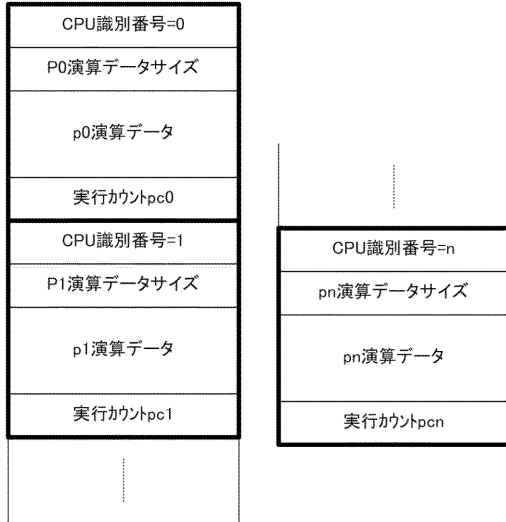 CPU識別番号=0
P0演算データサイズ
p0演算データ
実行カウントpc0
CPU識別番号=1
P1演算データサイズ
p1演算データ
実行カウントpc1
CPU識別番号=n
pn演算データサイズ
pn演算データ
実行カウントpcn